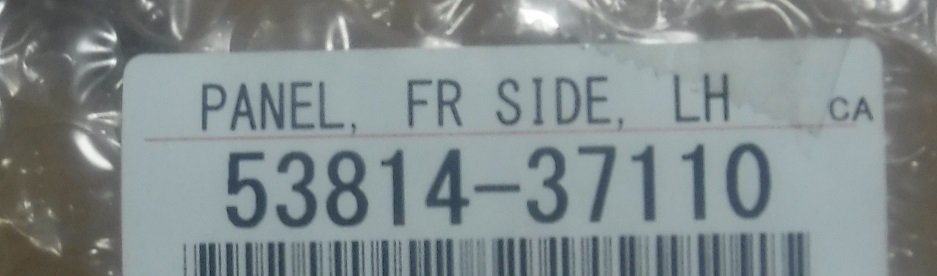 PANEL, FR SIDE, LH CA
53814-37110